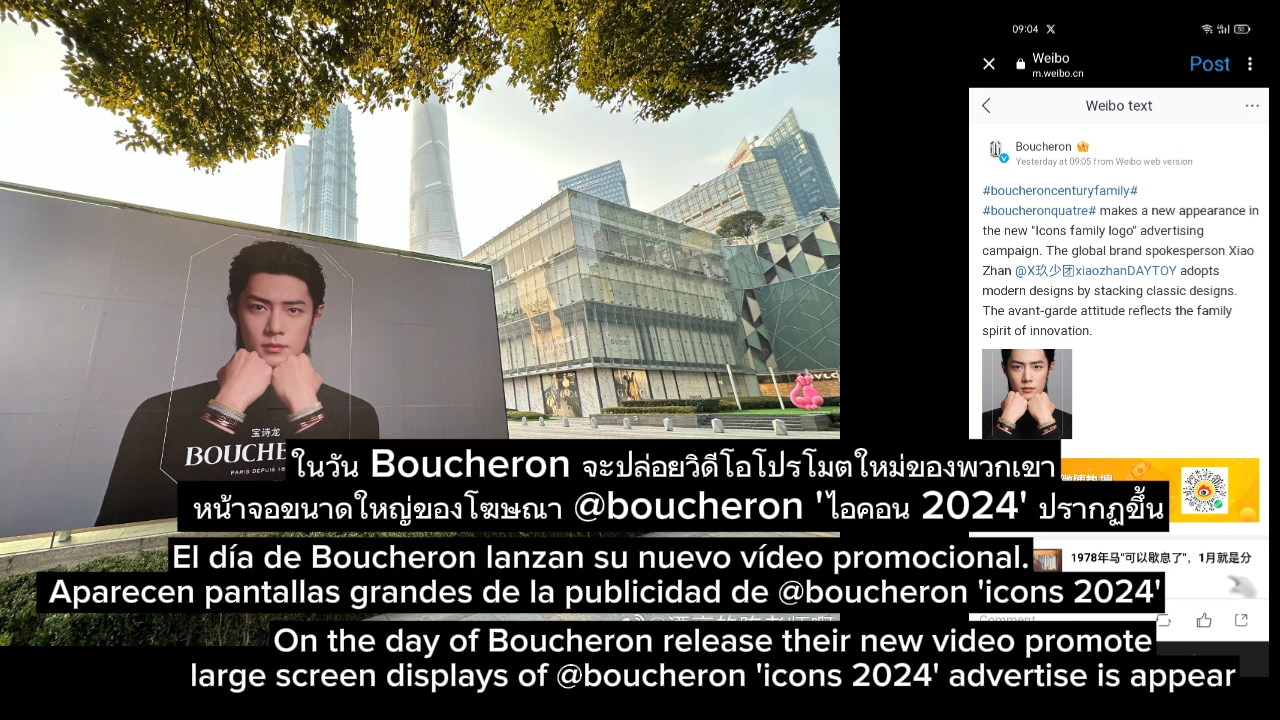 宝诗龙
PARIS DEPUIS
09:04
Weibo
m.weibo.cn
Post
Weibo text
Boucheron
Yesterday at 09:05 from Weibo web version
#boucheroncenturyfamily#
#boucheronquatre# makes a new appearance in
the new "Icons family logo" advertising
campaign. The global brand spokesperson Xiao
Zhan @X玖少团xiaozhanDAYTOY adopts
modern designs by stacking classic designs.
The avant-garde attitude reflects the family
spirit of innovation.
1978年马"可以歇息了"，1月就是分
Comment
ในวัน Boucheron จะปล่อยวิดีโอโปรโมตใหม่ของพวกเขา
หน้าจอขนาดใหญ่ของโฆษณา @boucheron 'ไอคอน 2024' ปรากฏขึ้น
El día de Boucheron lanzan su nuevo vídeo promocional.
Aparecen pantallas grandes de la publicidad de @boucheron 'icons 2024'
On the day of Boucheron release their new video promote
large screen displays of @boucheron 'icons 2024' advertise is appear